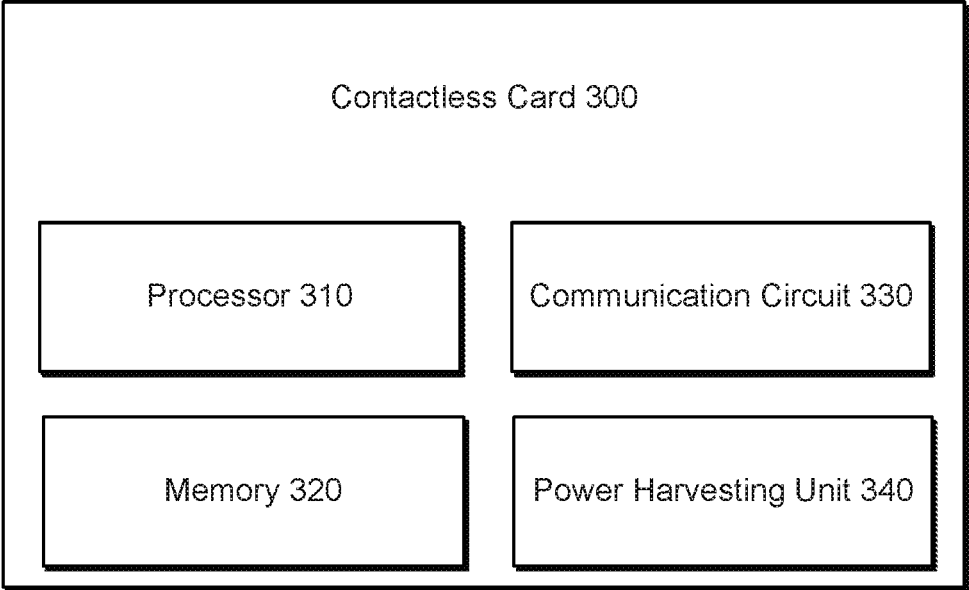 Contactless Card 300
Processor 310
Communication Circuit 330
Memory 320
Power Harvesting Unit 340